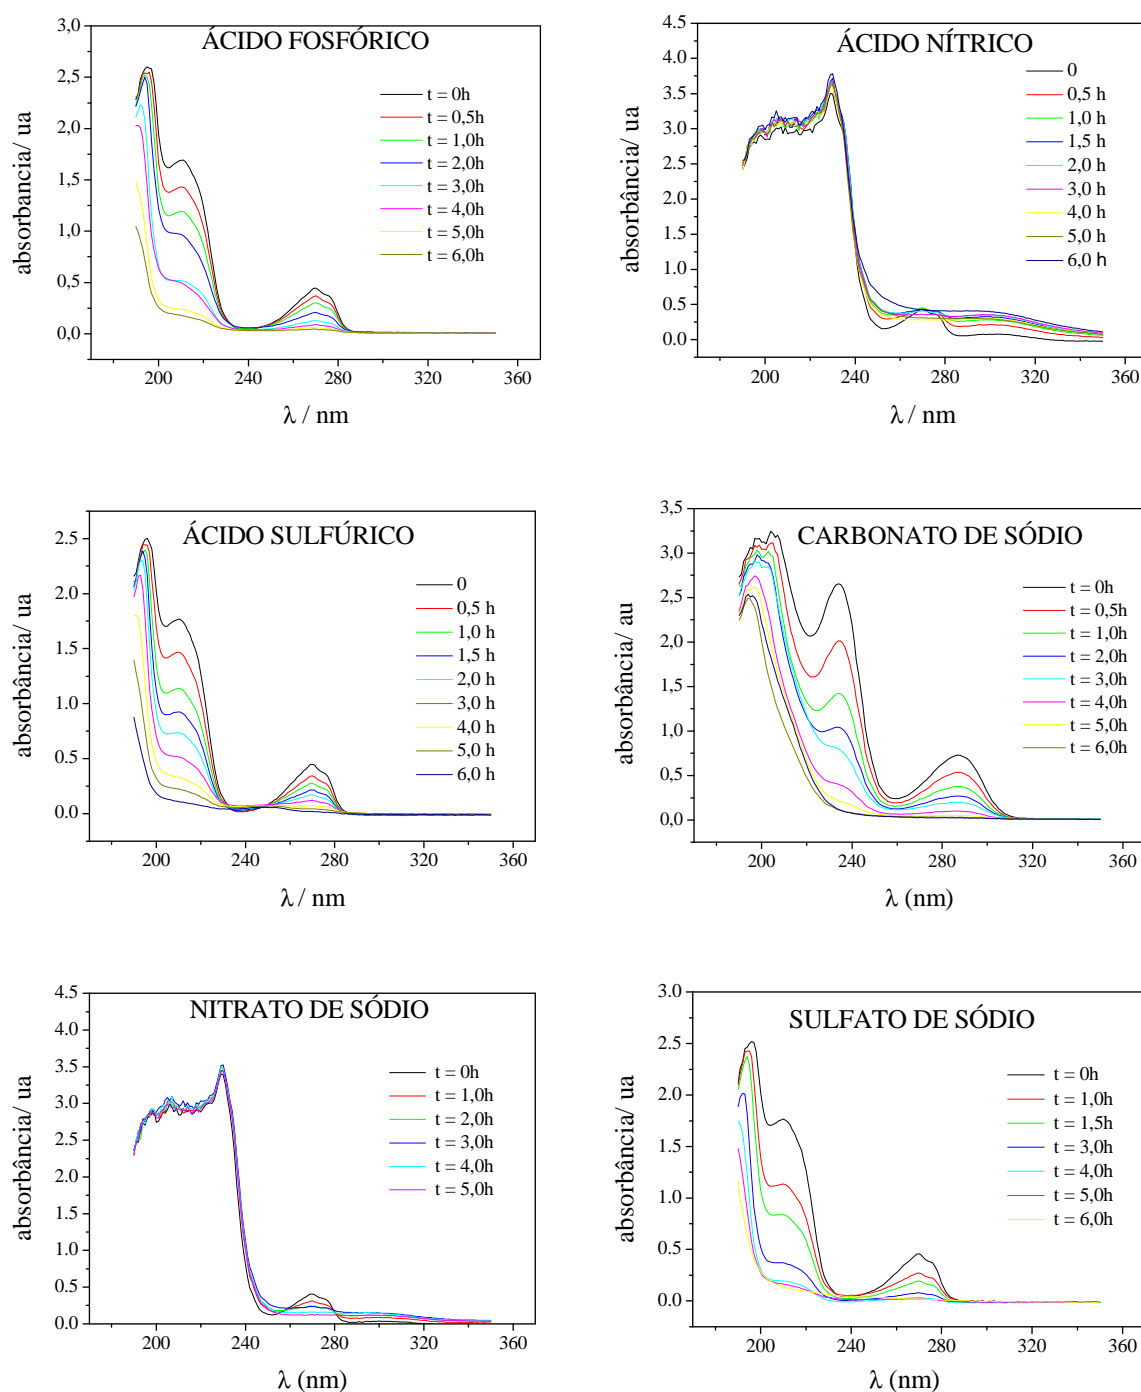 ÁCIDO FOSFÓRICO
absorbancia/ ua
3,0
2,5
2,0
1,5
1,0
0,5
0,0
t = 0h
t = 0,5h
t = 1,0h
t = 2,0h
t = 3,0h
t = 4,0h
t = 5,0h
t = 6,0h
200 240 280 320 360
λ / nm
ÁCIDO NÍTRICO
absorbância/ ua
4.5
4.0
3.5
3.0
2.5
2.0
1.5
1.0
0.5
0.0
0
0,5 h
1,0 h
1,5 h
2,0 h
3,0 h
4,0 h
5,0 h
6,0 h
200 240 280 320 360
λ / nm
ÁCIDO SULFÚRICO
absorbância/ ua
2.5
2.0
1.5
1.0
0.5
0.0
0
0,5 h
1,0 h
1,5 h
2,0 h
3,0 h
4,0 h
5,0 h
6,0 h
200 240 280 320 360
λ / nm
CARBONATO DE SÓDIO
absorbância/ au
3,5
3,0
2,5
2,0
1,5
1,0
0,5
0,0
t = 0h
t = 0,5h
t = 1,0h
t = 2,0h
t = 3,0h
t = 4,0h
t = 5,0h
t = 6,0h
200 240 280 320 360
λ (nm)
NITRATO DE SÓDIO
absorbância/ ua
4.5
4.0
3.5
3.0
2.5
2.0
1.5
1.0
0.5
0.0
t = 0h
t = 1,0h
t = 2,0h
t = 3,0h
t = 4,0h
t = 5,0h
200 240 280 320 360
λ (nm)
SULFATO DE SÓDIO
absorbância/ ua
3.0
2.5
2.0
1.5
1.0
0.5
0.0
t = 0h
t = 1,0h
t = 1,5h
t = 3,0h
t = 4,0h
t = 5,0h
t = 6,0h
200 240 280 320 360
λ (nm)